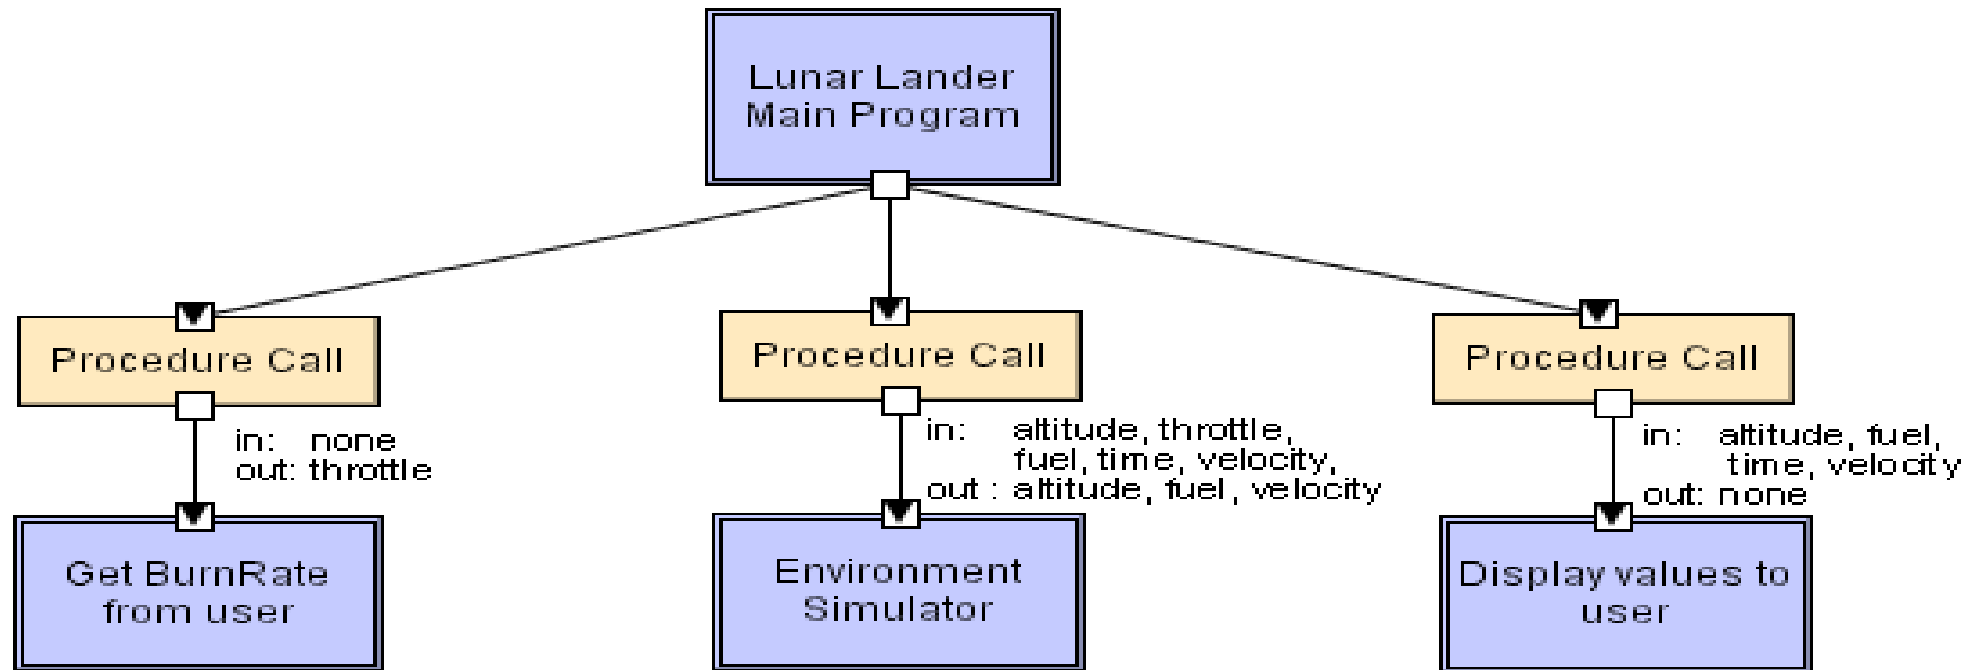 Lunar Lander
Main Program
Procedure Call
Procedure Call
Procedure Call
in: none
out: throttle
in: altitude, throttle,
fuel, time, velocity,
out : altitude, fuel, velocity
in: altitude, fuel,
time, velocity
out: none
Get BurnRate
from user
Environment
Simulator
Display values to
user